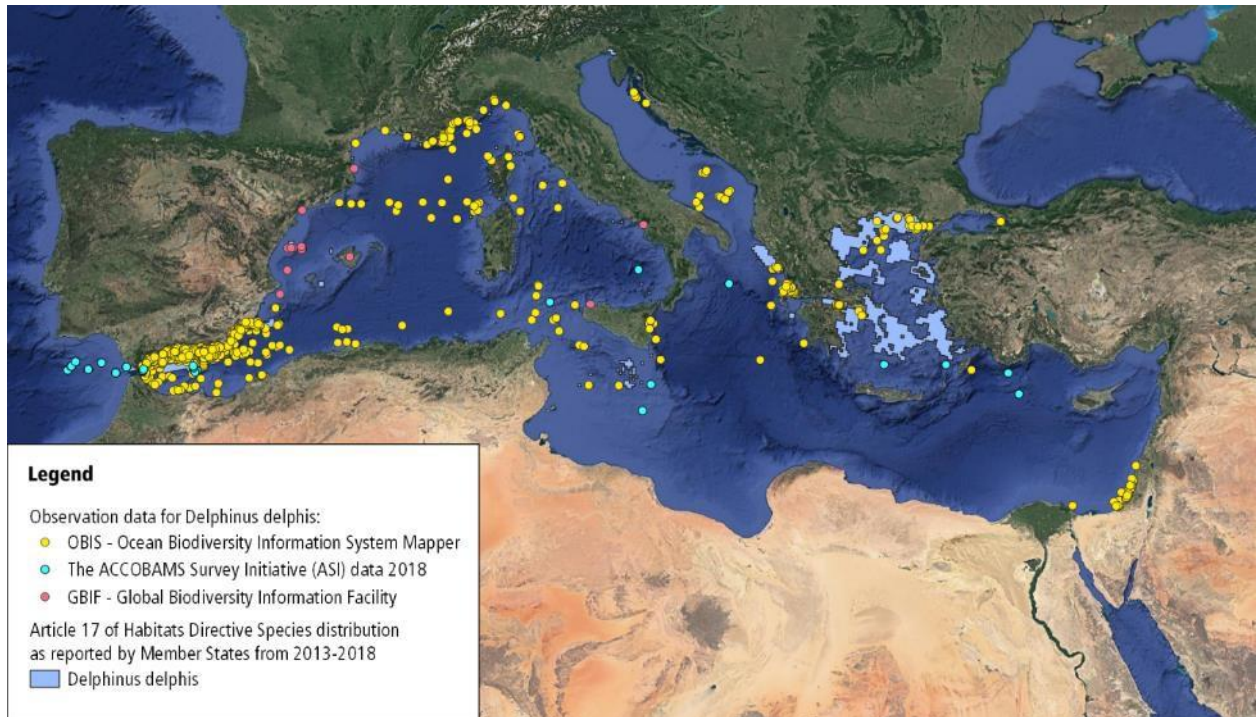 Legend
Observation data for Delphinus delphis:
OBIS - Ocean Biodiversity Information System Mapper
The ACCOBAMS Survey Initiative (ASI) data 2018
GBIF - Global Biodiversity Information Facility
Article 17 of Habitats Directive Species distribution
as reported by Member States from 2013-2018
Delphinus delphis